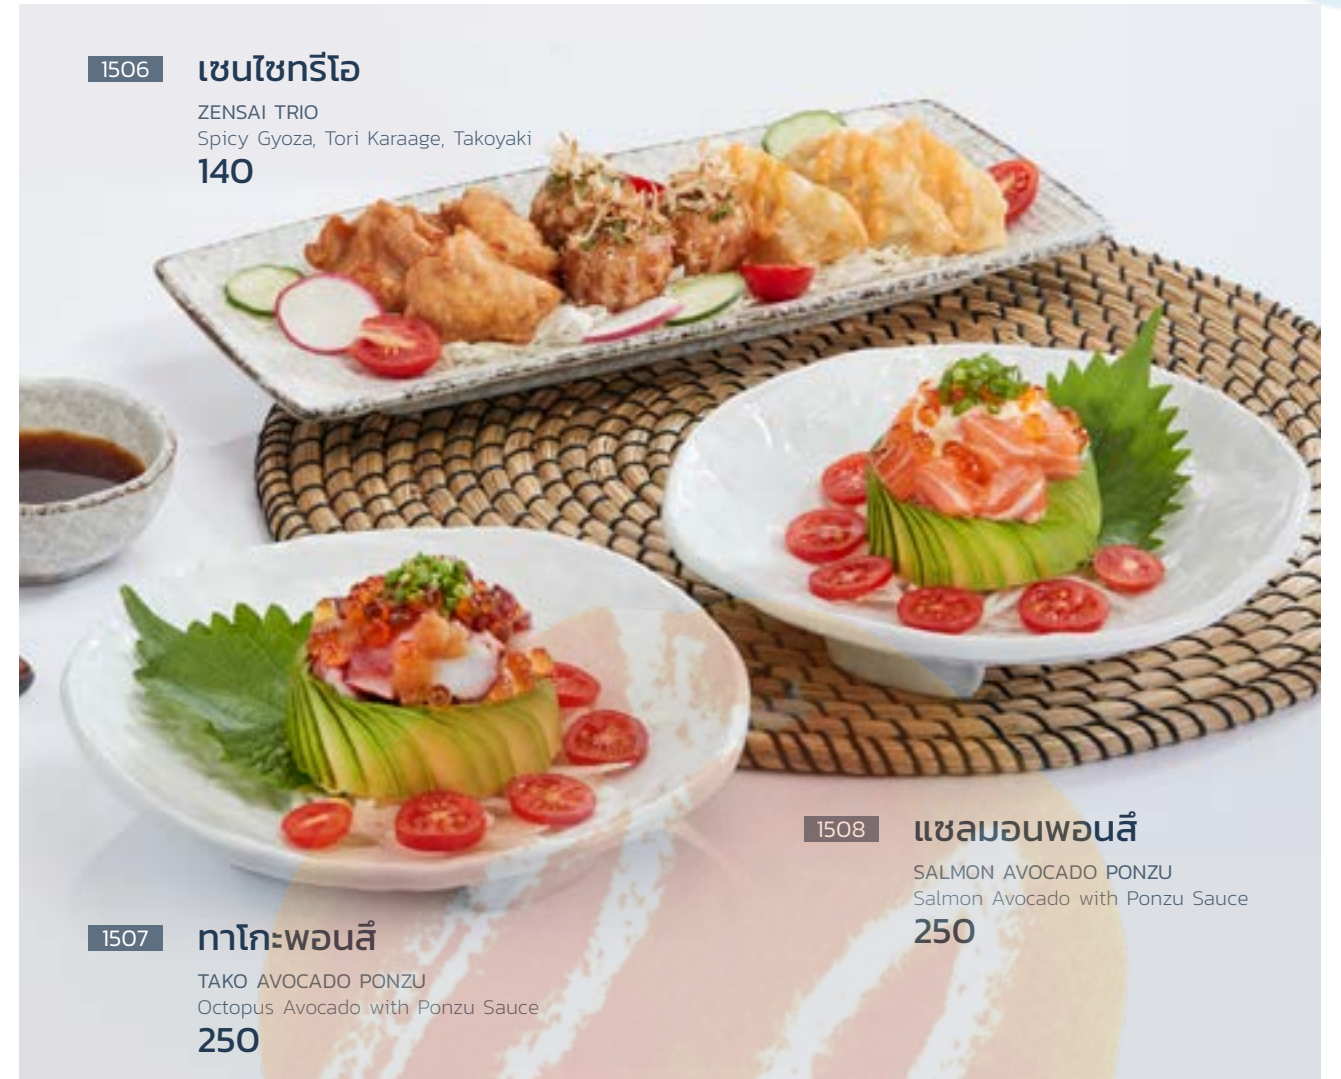 1506
เซนไซทรีโอ
ZENSAI TRIO
Spicy Gyoza, Tori Karaage, Takoyaki
140
1508
แซลมอนพอนสึ
SALMON AVOCADO PONZU
Salmon Avocado with Ponzu Sauce
250
1507
ทาโกะพอนสึ
TAKO AVOCADO PONZU
Octopus Avocado with Ponzu Sauce
250